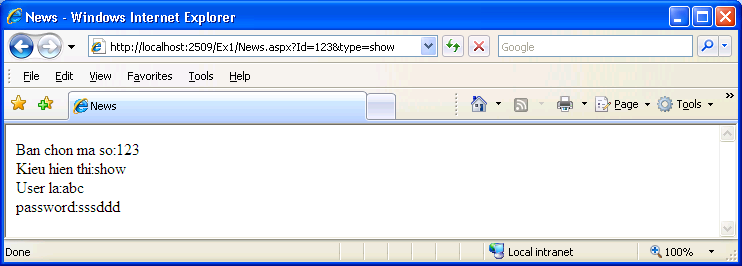 News - Windows Internet Explorer
http://localhost:2509/Ex1/News.aspx?Id=123&type=show
Google
File Edit View Favorites Tools Help
News
Page Tools »
Ban chon ma so:123
Kieu hien thi:show
User la:abc
password:sssddd
Done
Local intranet
100%